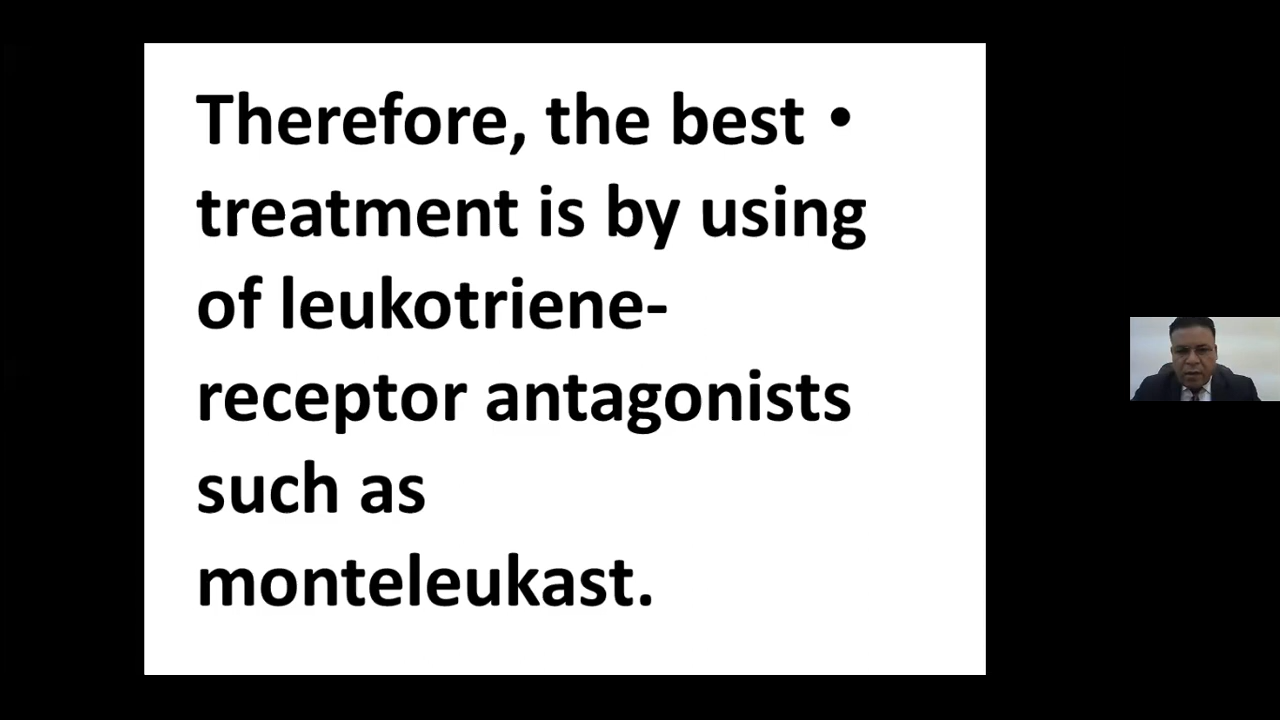 Therefore, the best •
treatment is by using
of leukotriene-
receptor antagonists
such as
monteleukast.